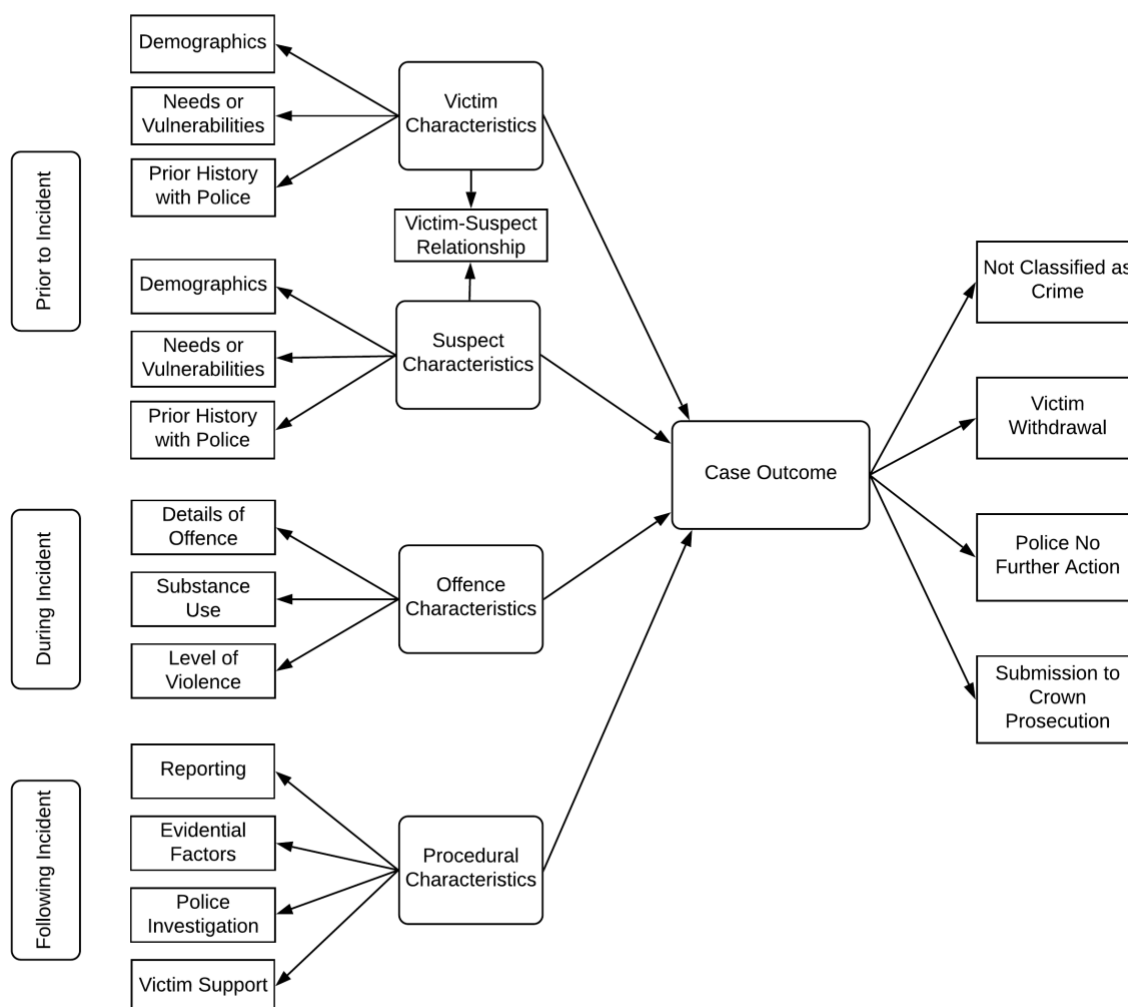 Prior to Incident
Demographics
Needs or
Vulnerabilities
Prior History
with Police
Victim
Characteristics
Victim-Suspect
Relationship
Demographics
Needs or
Vulnerabilities
Prior History
with Police
Suspect
Characteristics
During Incident
Details of
Offence
Substance
Use
Level of
Violence
Offence
Characteristics
Following Incident
Reporting
Evidential
Factors
Police
Investigation
Victim Support
Procedural
Characteristics
Case Outcome
Not Classified as
Crime
Victim
Withdrawal
Police No
Further Action
Submission to
Crown
Prosecution